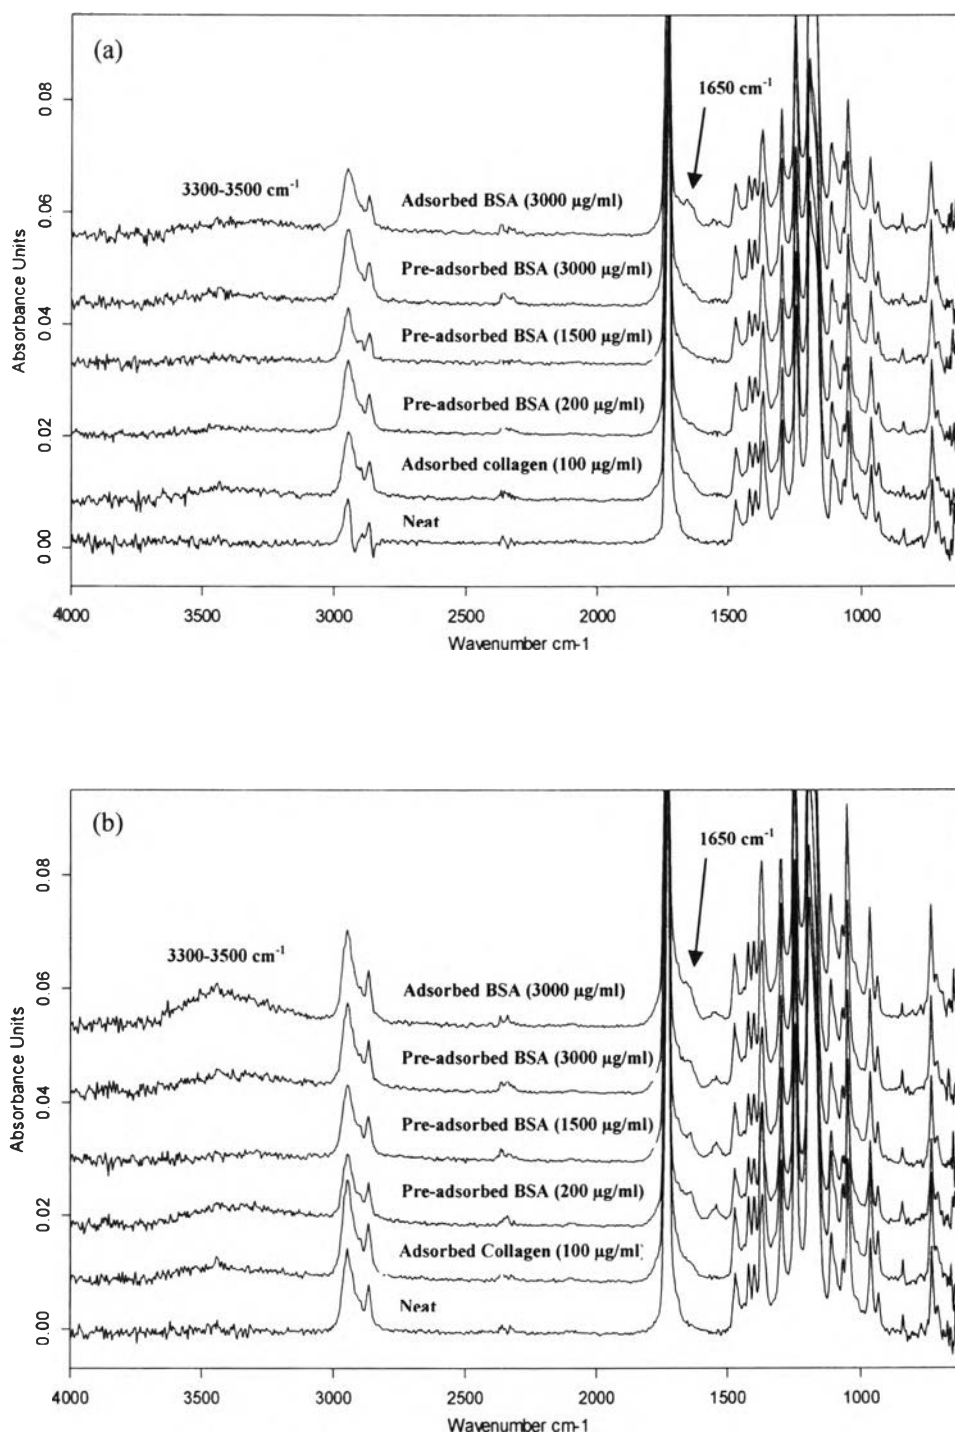 (a)
1650 cm⁻¹
3300-3500 cm⁻¹
Adsorbed BSA (3000 µg/ml)
Pre-adsorbed BSA (3000 µg/ml)
Pre-adsorbed BSA (1500 µg/ml)
Pre-adsorbed BSA (200 µg/ml)
Adsorbed collagen (100 µg/ml)
Neat
Absorbance Units
0.08
0.06
0.04
0.02
0.00
4000 3500 3000 2500 2000 1500 1000
Wavenumber cm-1
(b)
1650 cm⁻¹
3300-3500 cm⁻¹
Adsorbed BSA (3000 µg/ml)
Pre-adsorbed BSA (3000 µg/ml)
Pre-adsorbed BSA (1500 µg/ml)
Pre-adsorbed BSA (200 µg/ml)
Adsorbed Collagen (100 µg/ml)
Neat
Absorbance Units
0.08
0.06
0.04
0.02
0.00
4000 3500 3000 2500 2000 1500 1000
Wavenumber cm-1